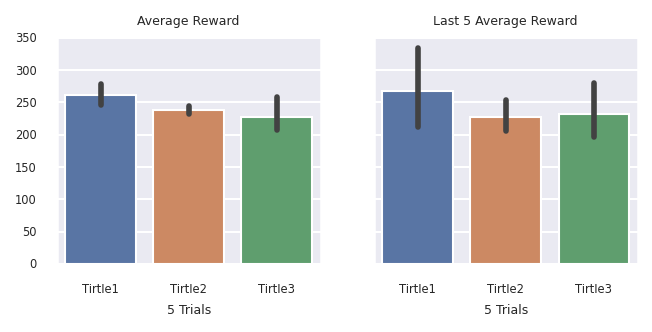 Average Reward
Last 5 Average Reward
350
300
250
200
150
100
50
0
Tirtle1 Tirtle2 Tirtle3
5 Trials
Tirtle1 Tirtle2 Tirtle3
5 Trials